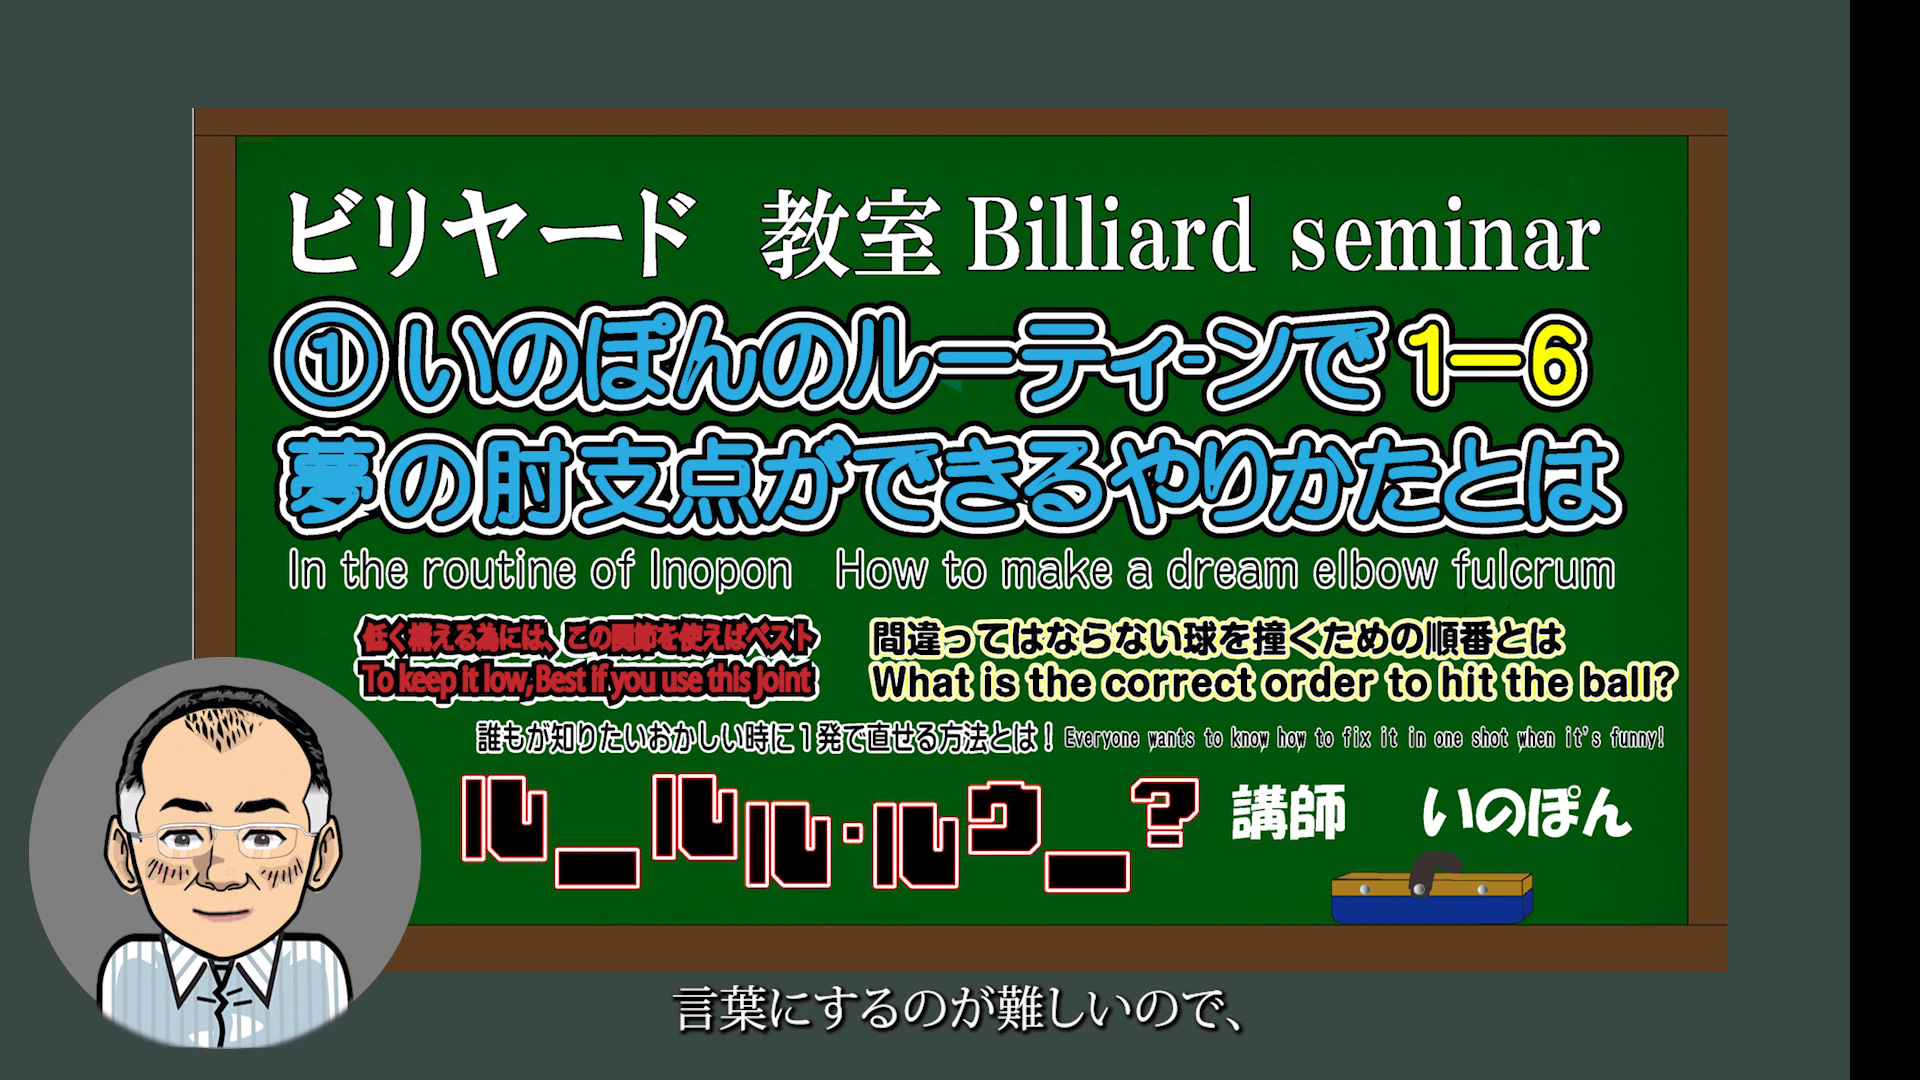 ビリヤード 教室 Billiard seminar
①いのぽんのルーティーンで 1ー6
夢の肘支点ができるやりかたとは
In the routine of Inopon How to make a dream elbow fulcrum
低く構える為には、この関節を使えばベスト
To keep it low, Best if you use this joint
間違ってはならない球を撞くための順番とは
What is the correct order to hit the ball?
誰もが知りたいおかしい時に1発で直せる方法とは! Everyone wants to know how to fix it in one shot when it's funny!
ル_ルル・ルウ_?
講師 いのぽん
言葉にするのが難しいので、